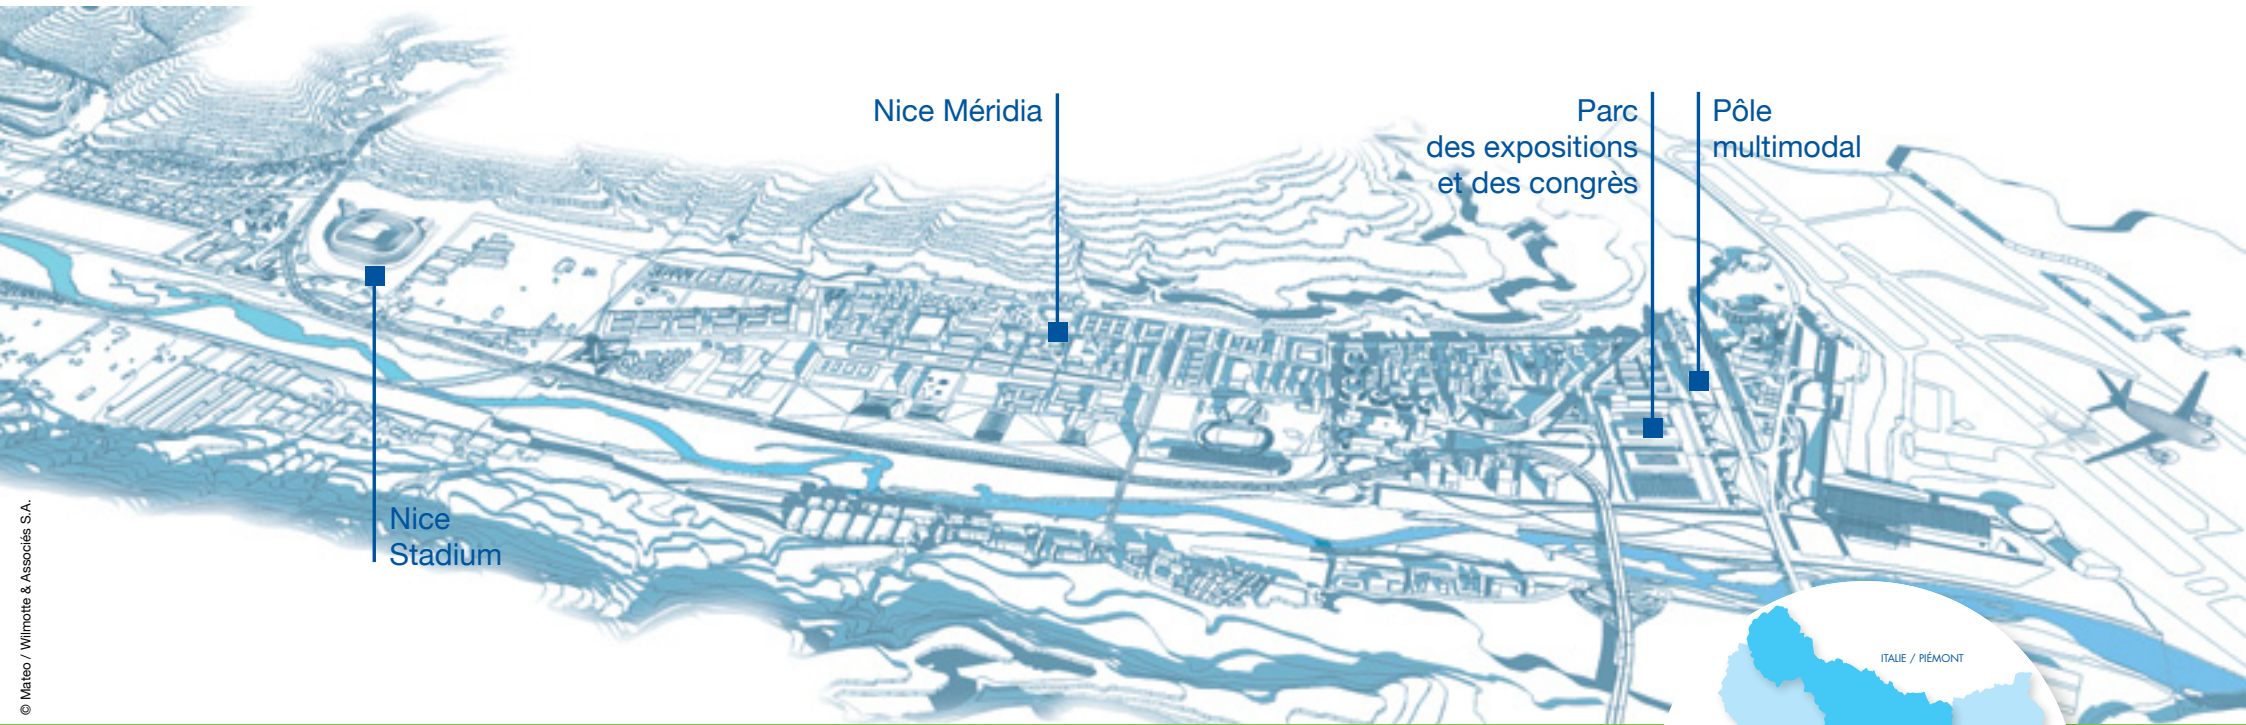 Nice Méridia
Parc
des expositions
et des congrès
Pôle
multimodal
Nice
Stadium
© Mateo / Wilmotte & Associés S.A.
ITALIE / PIÉMONT